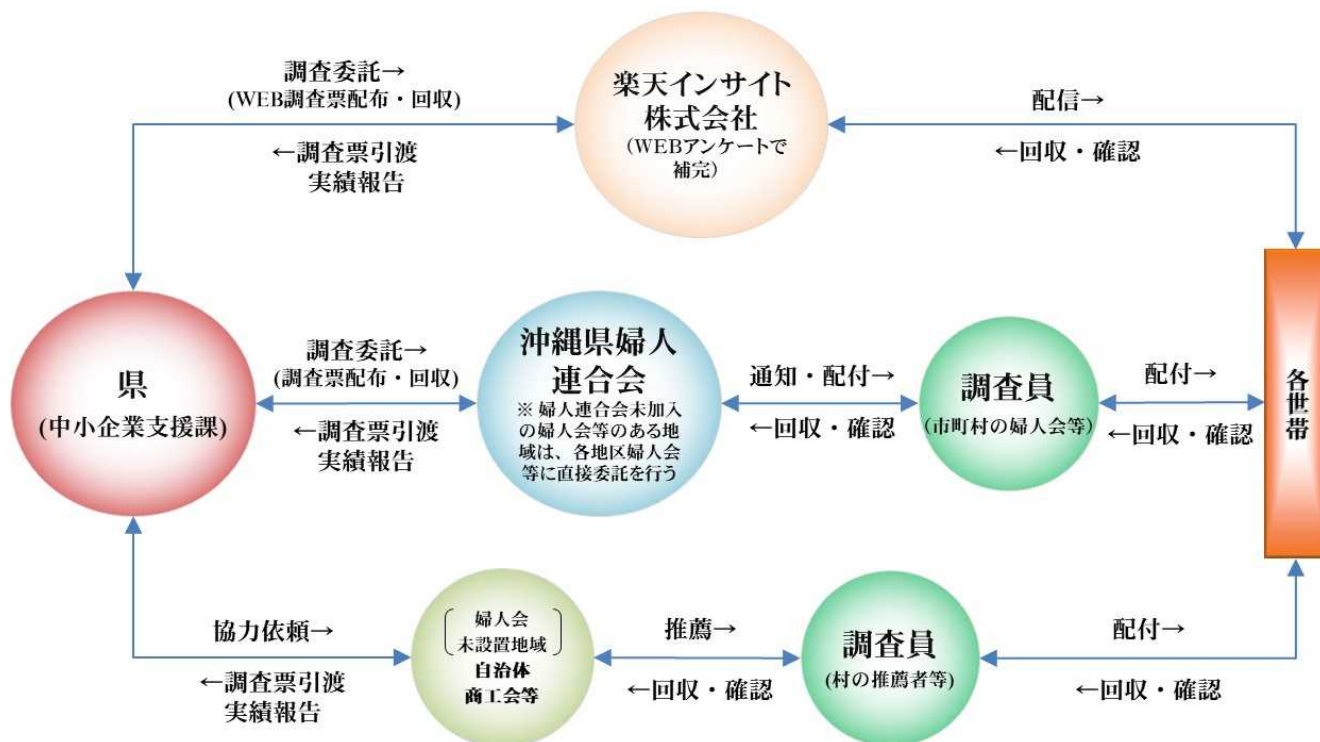 調査委託→
(WEB調査票配布・回収)
←調査票引渡
実績報告
楽天インサイト
株式会社
(WEBアンケートで
補完)
配信→
←回収・確認
県
(中小企業支援課)
調査委託→
(調査票配布・回収)
←調査票引渡
実績報告
沖縄県婦人
連合会
※ 婦人連合会未加入
の婦人会等のある地
域は、各地区婦人会
等に直接委託を行う
通知・配付→
←回収・確認
調査員
(市町村の婦人会等)
配付→
←回収・確認
各世帯
協力依頼→
←調査票引渡
実績報告
婦人会
未設置地域
自治体
商工会等
推薦→
←回収・確認
調査員
(村の推薦者等)
配付→
←回収・確認